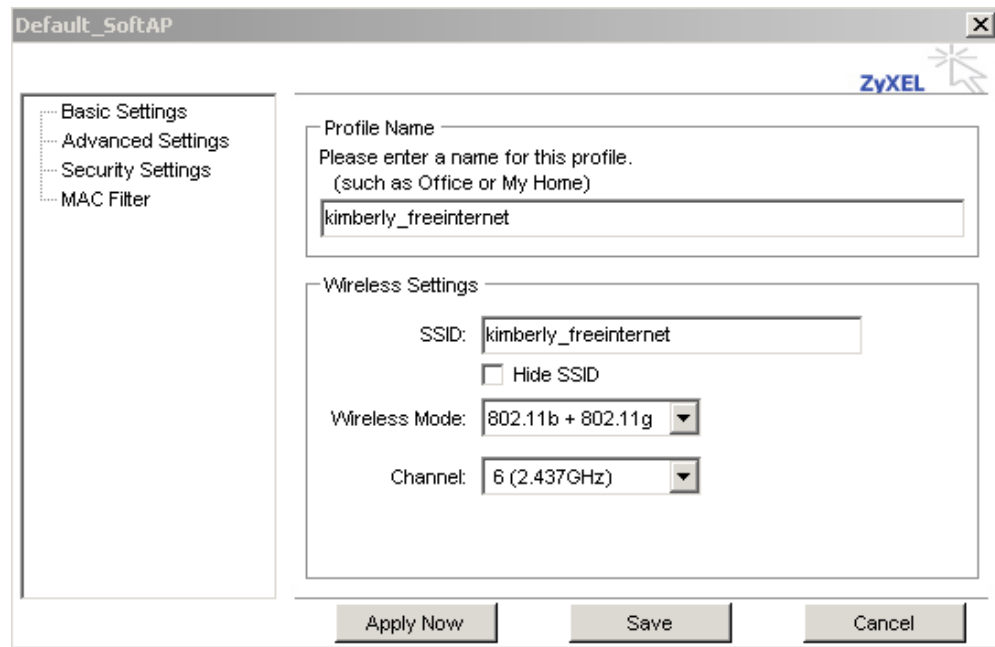 Default_SoftAP
ZyXEL
Basic Settings
Advanced Settings
Security Settings
MAC Filter
Profile Name
Please enter a name for this profile.
(such as Office or My Home)
kimberly_freeinternet
Wireless Settings
SSID: kimberly_freeinternet
Hide SSID
Wireless Mode: 802.11b + 802.11g
Channel: 6 (2.437GHz)
Apply Now Save Cancel